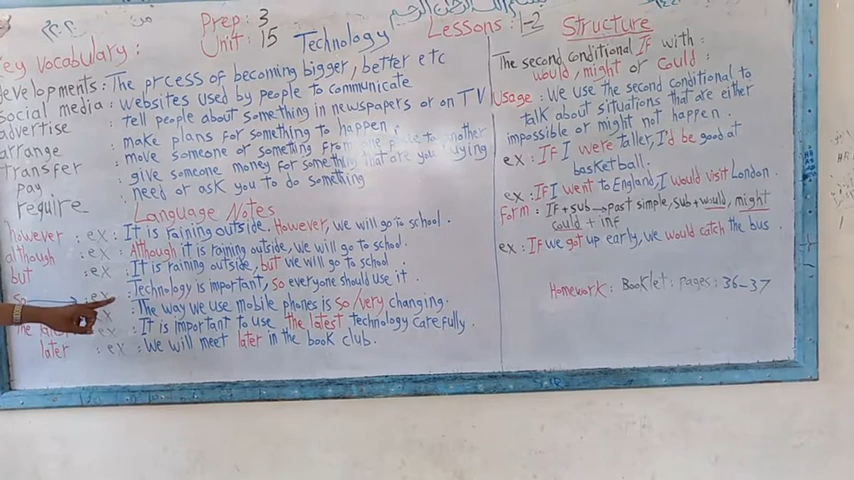 بسم الله الرحمن الرحيم
Prep: 3
Unit: 15
Technology
Lessons: 1-2
Key Vocabulary:
developments: The prcess of becoming bigger, better etc
social media: websites used by people to communicate
advertise : tell people about something in newspapers or on TV
arrange : make plans for something to happen.
transfer : move someone or something from one place to another
pay : give someone money for something that are you buying
require : need or ask you to do something
Language Notes
however : ex : It is raining outside. However, we will go to school.
although : ex : Although it is raining outside, we will go to school.
but : ex : It is raining outside, but we will go to school.
so : ex : Technology is important, so everyone should use it.
: The way we use mobile phones is so/very changing.
the : ex : It is important to use the latest technology carefully.
later : ex : We will meet later in the book club.
Structure
The second conditional If with:
would, might or could:
Usage: We use the second conditional to
talk about situations that are either
impossible or might not happen.
ex: If I were taller, I'd be good at
basketball.
ex: If I went to England, I would visit London.
Form: If + sub → past simple, sub + would, might
could + inf
ex: If we got up early, we would catch the bus.
Homework: Booklet: pages: 36-37